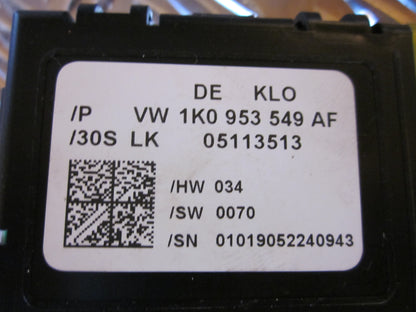 DE KLO
/P VW 1K0 953 549 AF
/30S LK 05113513
/HW 034
/SW 0070
/SN 01019052240943